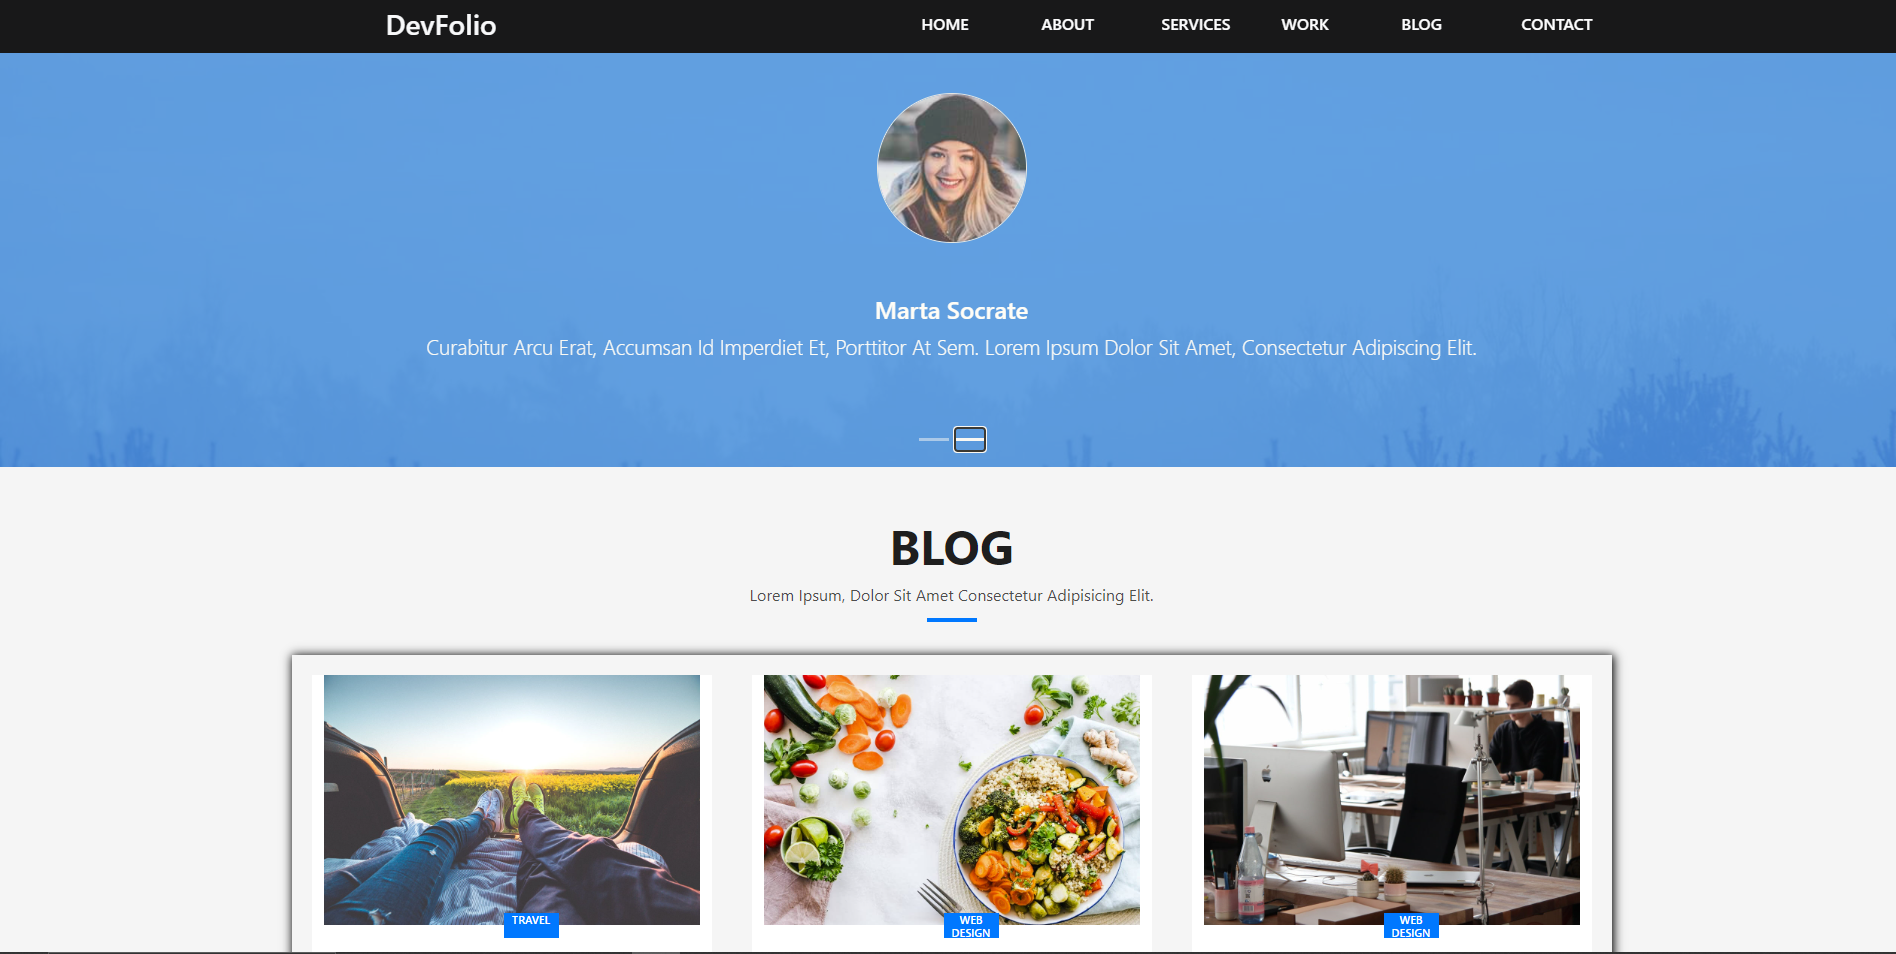 DevFolio
HOME ABOUT SERVICES WORK BLOG CONTACT
Marta Socrate
Curabitur Arcu Erat, Accumsan Id Imperdiet Et, Porttitor At Sem. Lorem Ipsum Dolor Sit Amet, Consectetur Adipiscing Elit.
BLOG
Lorem Ipsum, Dolor Sit Amet Consectetur Adipisicing Elit.
TRAVEL
WEB
DESIGN
WEB
DESIGN